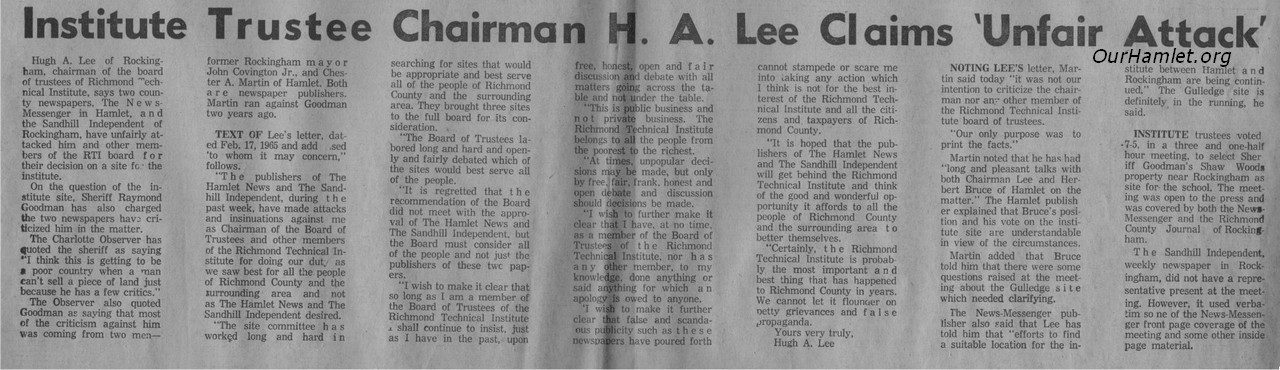 Institute Trustee Chairman H. A. Lee Claims 'Unfair Attack'
OurHamlet.org
Hugh A. Lee of Rocking-
ham, chairman of the board
of trustees of Richmond Tech-
nical Institute, says two coun-
ty newspapers. The News-
Messenger in Hamlet, and
the Sandhill Independent of
Rockingham, have unfairly at-
tacked him and other mem-
bers of the RTI board for
their decision on a site for the
institute.
On the question of the in-
stitute site, Sheriff Raymond
Goodman has also charged
the two newspapers have cri-
ticized him in the matter.
The Charlotte Observer has
quoted the sheriff as saying
"I think this is getting to be
a poor country when a man
can't sell a piece of land just
because he has a few critics."
The Observer also quoted
Goodman as saying that most
of the criticism against him
was coming from two men—
former Rockingham mayor
John Covington Jr., and Ches-
ter A. Martin of Hamlet. Both
are newspaper publishers.
Martin ran against Goodman
two years ago.
TEXT OF Lee's letter, dat-
ed Feb. 17, 1965 and add sed
'to whom it may concern,"
follows.
"The publishers of The
Hamlet News and The Sand-
hill Independent, during the
past week, have made attacks
and insinuations against me
as Chairman of the Board of
Trustees and other members
of the Richmond Technical In-
stitute for doing our dut, as
we saw best for all the people
of Richmond County and the
surrounding area and not
as The Hamlet News and The
Sandhill Independent desired.
"The site committee has
worked long and hard in
searching for sites that would
be appropriate and best serve
all of the people of Richmond
County and the surrounding
area. They brought three sites
to the full board for its con-
sideration.
"The Board of Trustees la-
bored long and hard and open-
ly and fairly debated which of
the sites would best serve all
of the people.
"It is regretted that the
recommendation of the Board
did not meet with the appro-
val of The Hamlet News and
The Sandhill Independent, but
the Board must consider all
of the people and not just the
publishers of these two pap-
ers.
"I wish to make it clear that
so long as I am a member of
the Board of Trustees of the
Richmond Technical Institute
shall continue to insist, just
as I have in the past, upon
free, honest, open and fair
discussion and debate with all
matters going across the ta-
ble and not under the table.
"This is public business and
not private business. The
Richmond Technical Institute
belongs to all the people from
the poorest to the richest.
"At times, unpopular deci-
sions may be made, but only
by free, fair, frank, honest and
open debate and discussion
should decisions be made.
"I wish to further make it
clear that I have, at no time,
as a member of the Board of
Trustees of the Richmond
Technical Institute, nor has
any other member, to my
knowledge, done anything or
said anything for which an
apology is owed to anyone.
"I wish to make it further
clear that false and scanda-
ous publicity such as these
newspapers have poured forth
cannot stampede or scare me
into taking any action which
I think is not for the best in-
terest of the Richmond Tech-
nical Institute and all the citi-
zens and taxpayers of Rich-
mond County.
"It is hoped that the pub-
lishers of The Hamlet News
and The Sandhill Independent
will get behind the Richmond
Technical Institute and think
of the good and wonderful op-
portunity it affords to all the
people of Richmond County
and the surrounding area to
better themselves.
"Certainly, the Richmond
Technical Institute is probab-
ly the most important and
best thing that has happened
to Richmond County in years.
We cannot let it flounder on
petty grievances and false
propaganda.
Yours very truly,
Hugh A. Lee
NOTING LEE'S letter, Mar-
tin said today "it was not our
intention to criticize the chair-
man nor any other member of
the Richmond Technical Insti-
tute board of trustees.
"Our only purpose was to
print the facts."
Martin noted that he has had
"long and pleasant talks with
both Chairman Lee and Her-
bert Bruce of Hamlet on the
matter." The Hamlet publish
er explained that Bruce's posi-
tion and his vote on the insti-
tute site are understandable
in view of the circumstances.
Martin added that Bruce
told him that there were some
questions raised at the meet-
ing about the Gulledge site
which needed clarifying.
The News-Messenger pub-
lisher also said that Lee has
told him that "efforts to find
a suitable location for the in-
stitute between Hamlet and
Rockingham are being contin-
ued," The Gulledge site is
definitely in the running, he
said.
INSTITUTE trustees voted
-7-5, in a three and one-half
hour meeting, to select Sher
iff Goodman's Shaw Woods
property near Rockingham as
site for the school. The meet-
ing was open to the press and
was covered by both the News-
Messenger and the Richmond
County Journal of Rocking-
ham.
The Sandhill Independent,
weekly newspaper in Rock-
ingham, did not have a repre-
sentative present at the meet-
ing. However, it used verba-
tim so ne of the News-Messen-
ger front page coverage of the
meeting and some other inside
page material.